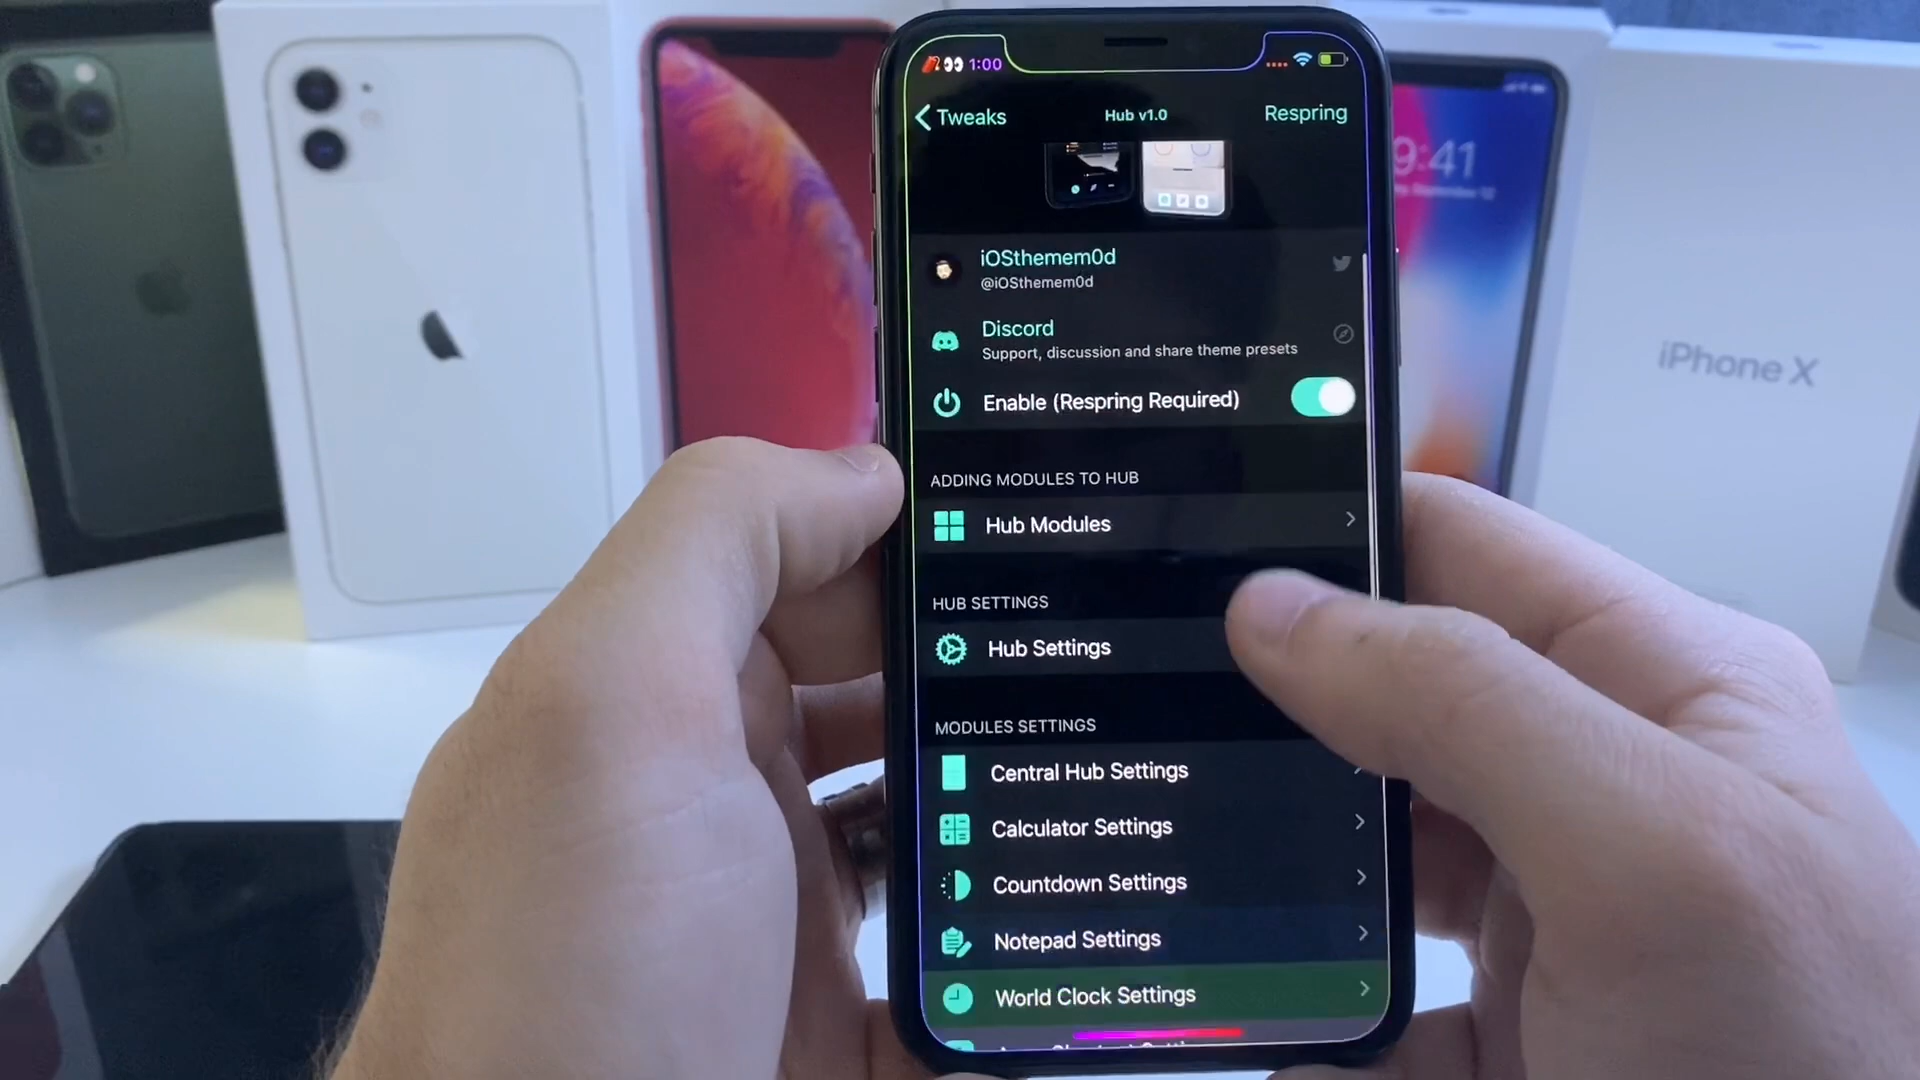 1:00
Tweaks
Hub v1.0
Respring
iOSthemem0d
@iOSthemem0d
Discord
Support, discussion and share theme presets
Enable (Respring Required)
ADDING MODULES TO HUB
Hub Modules
HUB SETTINGS
Hub Settings
MODULES SETTINGS
Central Hub Settings
Calculator Settings
Countdown Settings
Notepad Settings
World Clock Settings
9:41
iPhone X